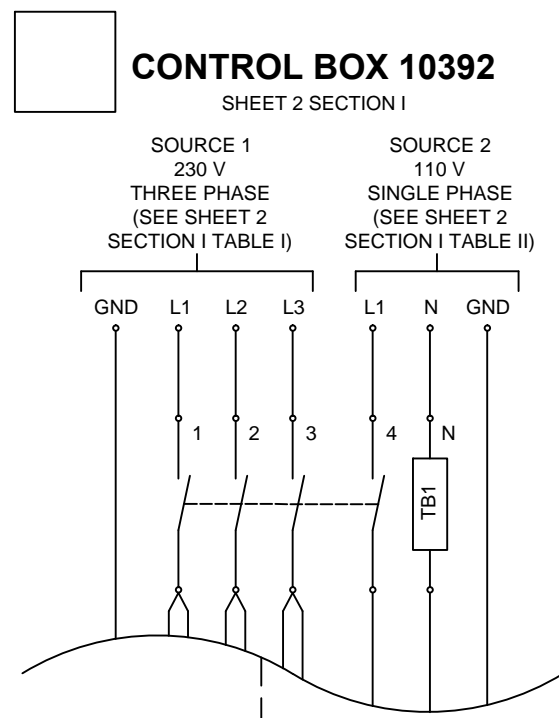 CONTROL BOX 10392
SHEET 2 SECTION I
SOURCE 1
230 V
THREE PHASE
(SEE SHEET 2
SECTION I TABLE I)
SOURCE 2
110 V
SINGLE PHASE
(SEE SHEET 2
SECTION I TABLE II)
GND L1 L2 L3 L1 N GND
1 2 3 4 N
TB1